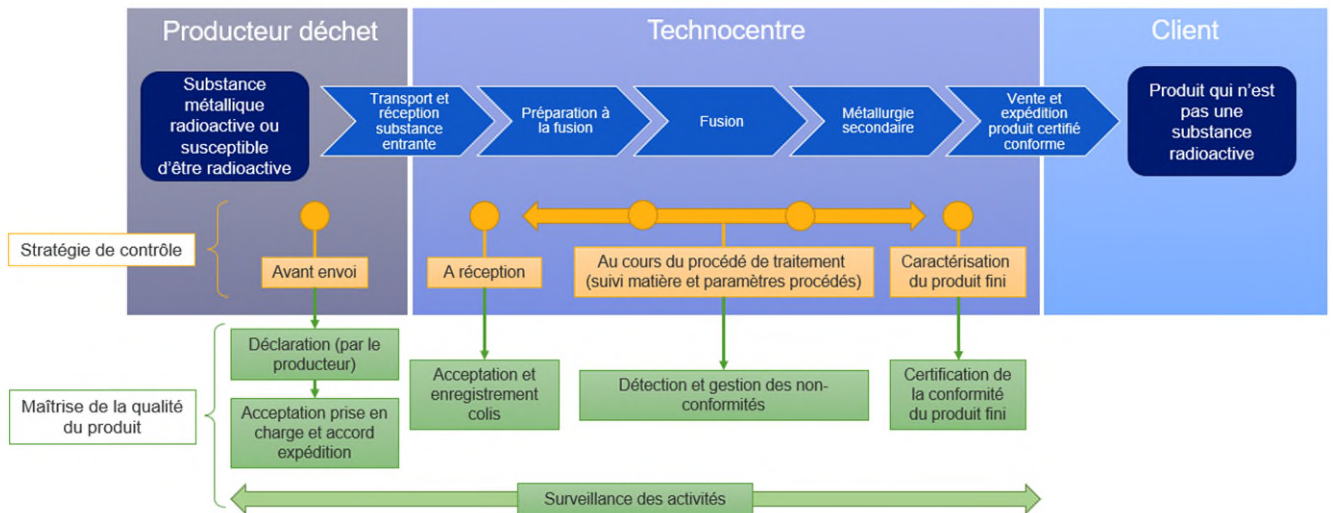 Producteur déchet
Technocentre
Client
Substance
métallique
radioactive ou
susceptible
d'être radioactive
Transport et
réception
substance
entrante
Préparation à
la fusion
Fusion
Métallurgie
secondaire
Vente et
expédition
produit certifié
conforme
Produit qui n'est
pas une
substance
radioactive
Stratégie de contrôle
Avant envoi
A réception
Au cours du procédé de traitement
(suivi matière et paramètres procédés)
Caractérisation
du produit fini
Maîtrise de la qualité
du produit
Déclaration (par le
producteur)
Acceptation prise en
charge et accord
expédition
Acceptation et
enregistrement
colis
Détection et gestion des non-
conformités
Certification de
la conformité
du produit fini
Surveillance des activités